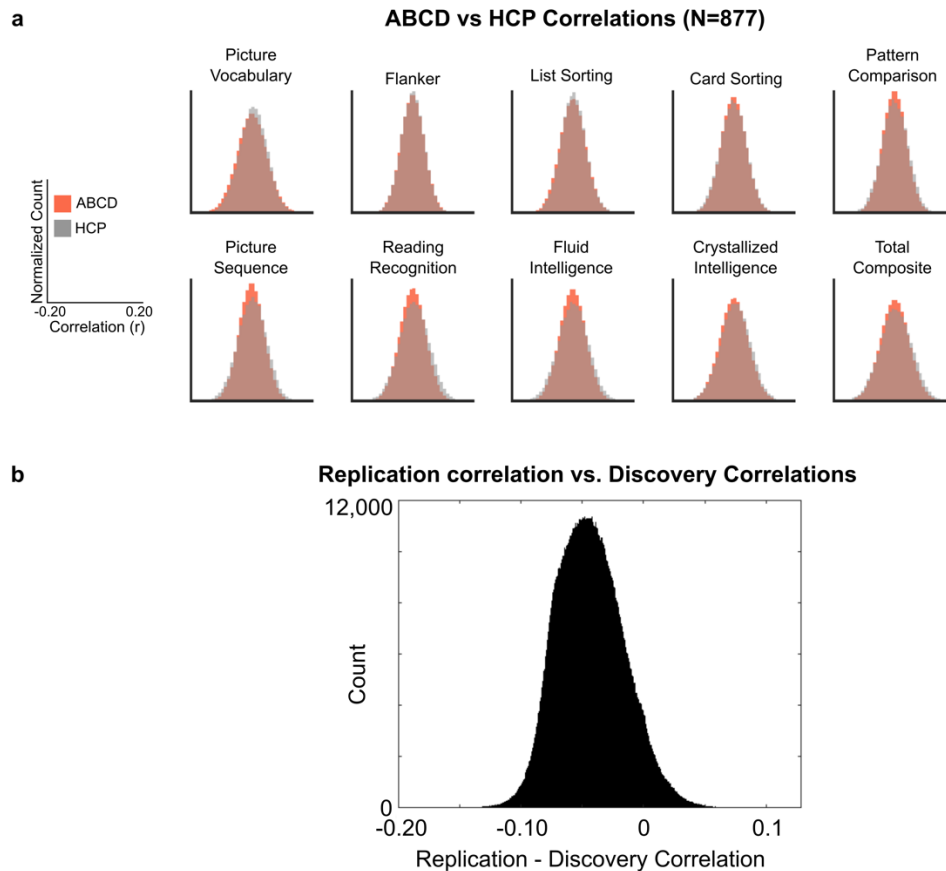 a
ABCD vs HCP Correlations (N=877)
Picture
Vocabulary
Flanker
List Sorting
Card Sorting
Pattern
Comparison
Normalized Count
ABCD
HCP
-0.20
0.20
Correlation (r)
Picture
Sequence
Reading
Recognition
Fluid
Intelligence
Crystallized
Intelligence
Total
Composite
b
Replication correlation vs. Discovery Correlations
12,000
Count
0
-0.20
-0.10
0
0.1
Replication - Discovery Correlation